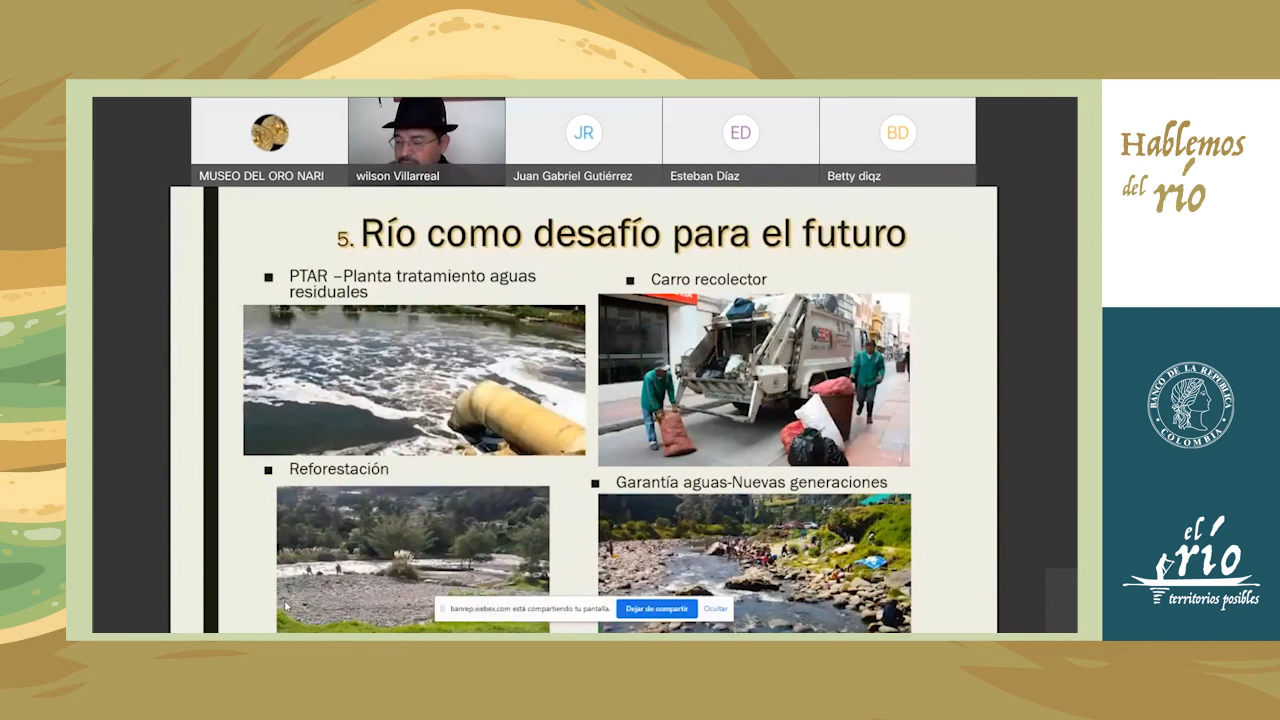 MUSEO DEL ORO NARI
wilson Villarreal
JR
Juan Gabriel Gutiérrez
ED
Esteban Díaz
BD
Betty diqz
5. Río como desafío para el futuro
■ PTAR –Planta tratamiento aguas
residuales
■ Carro recolector
■ Reforestación
■ Garantía aguas-Nuevas generaciones
banrep.webex.com está compartiendo tu pantalla.
Dejar de compartir
Ocultar
Hablemos
del río
BANCO DE LA REPÚBLICA
COLOMBIA
el
río
territorios posibles